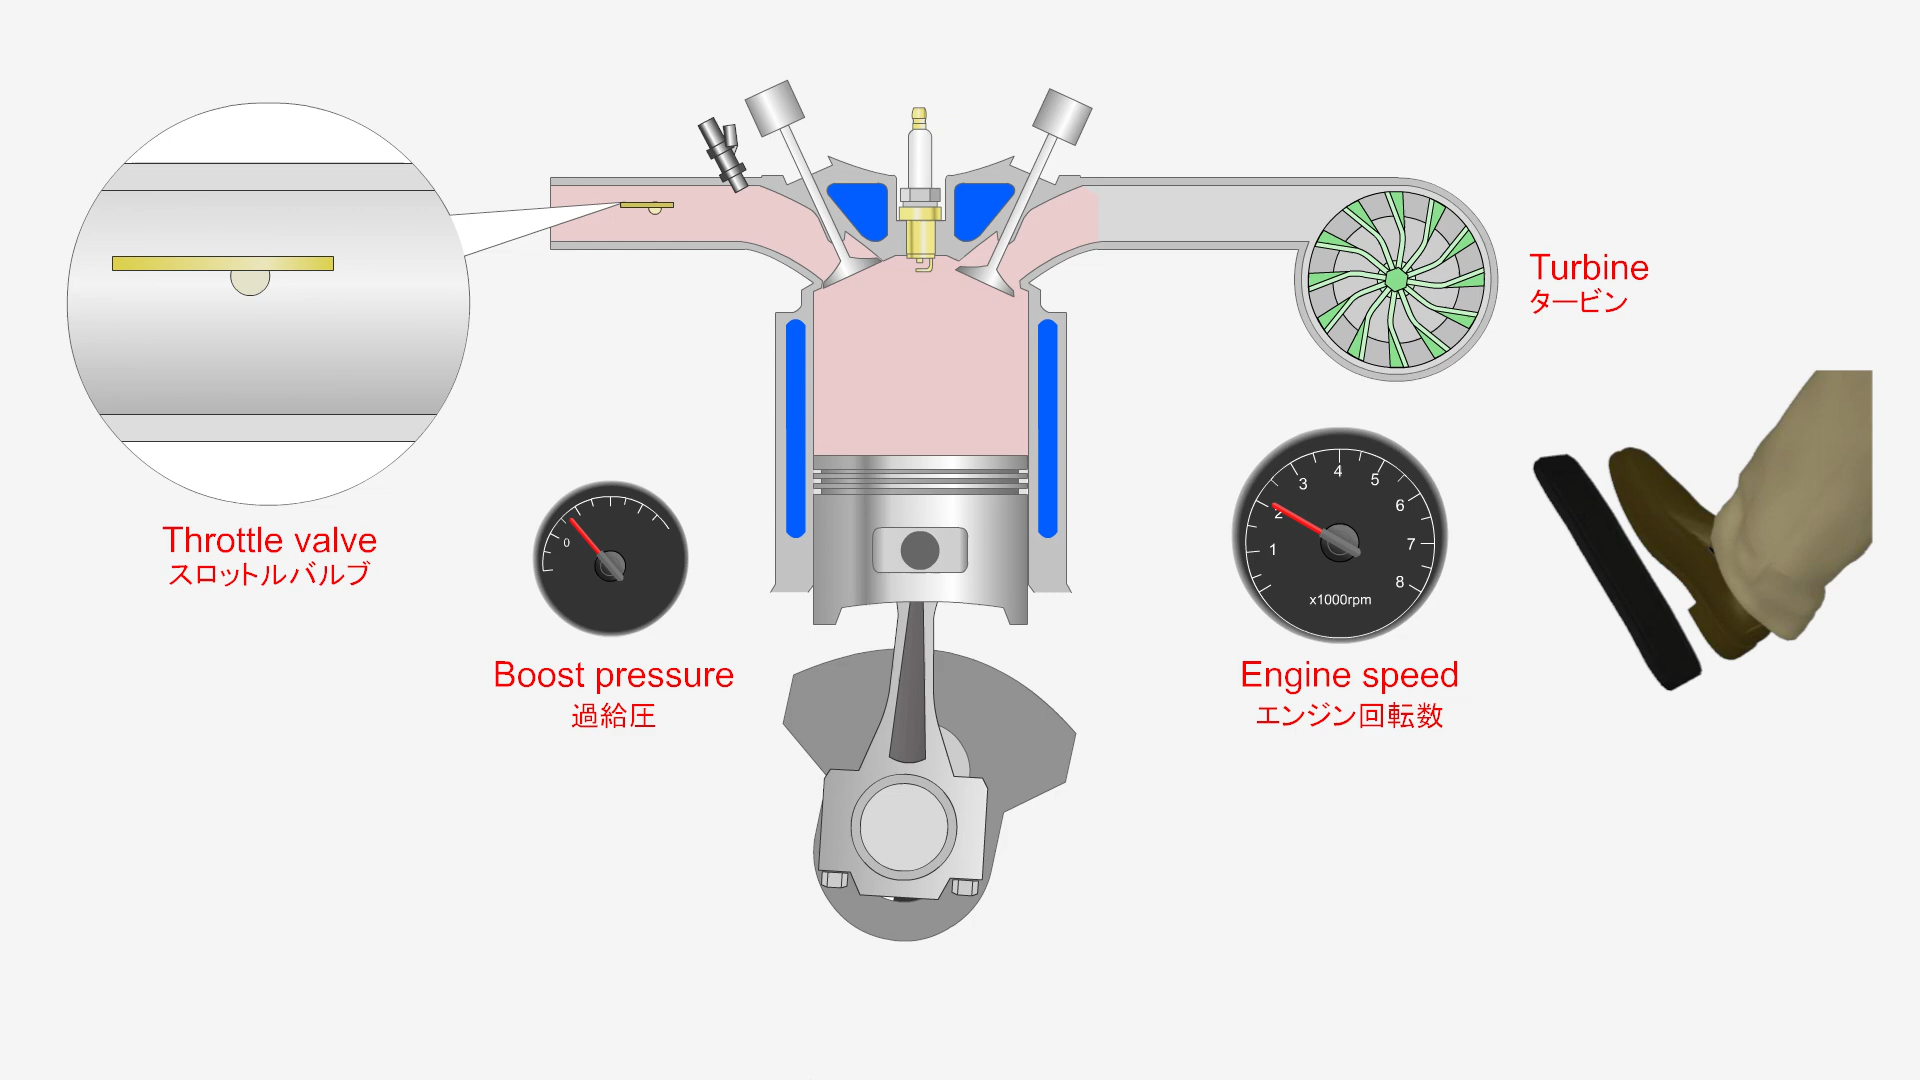 Turbine
タービン
Throttle valve
スロットルバルブ
0
Boost pressure
過給圧
1
2
3
4
5
6
7
8
x1000rpm
Engine speed
エンジン回転数